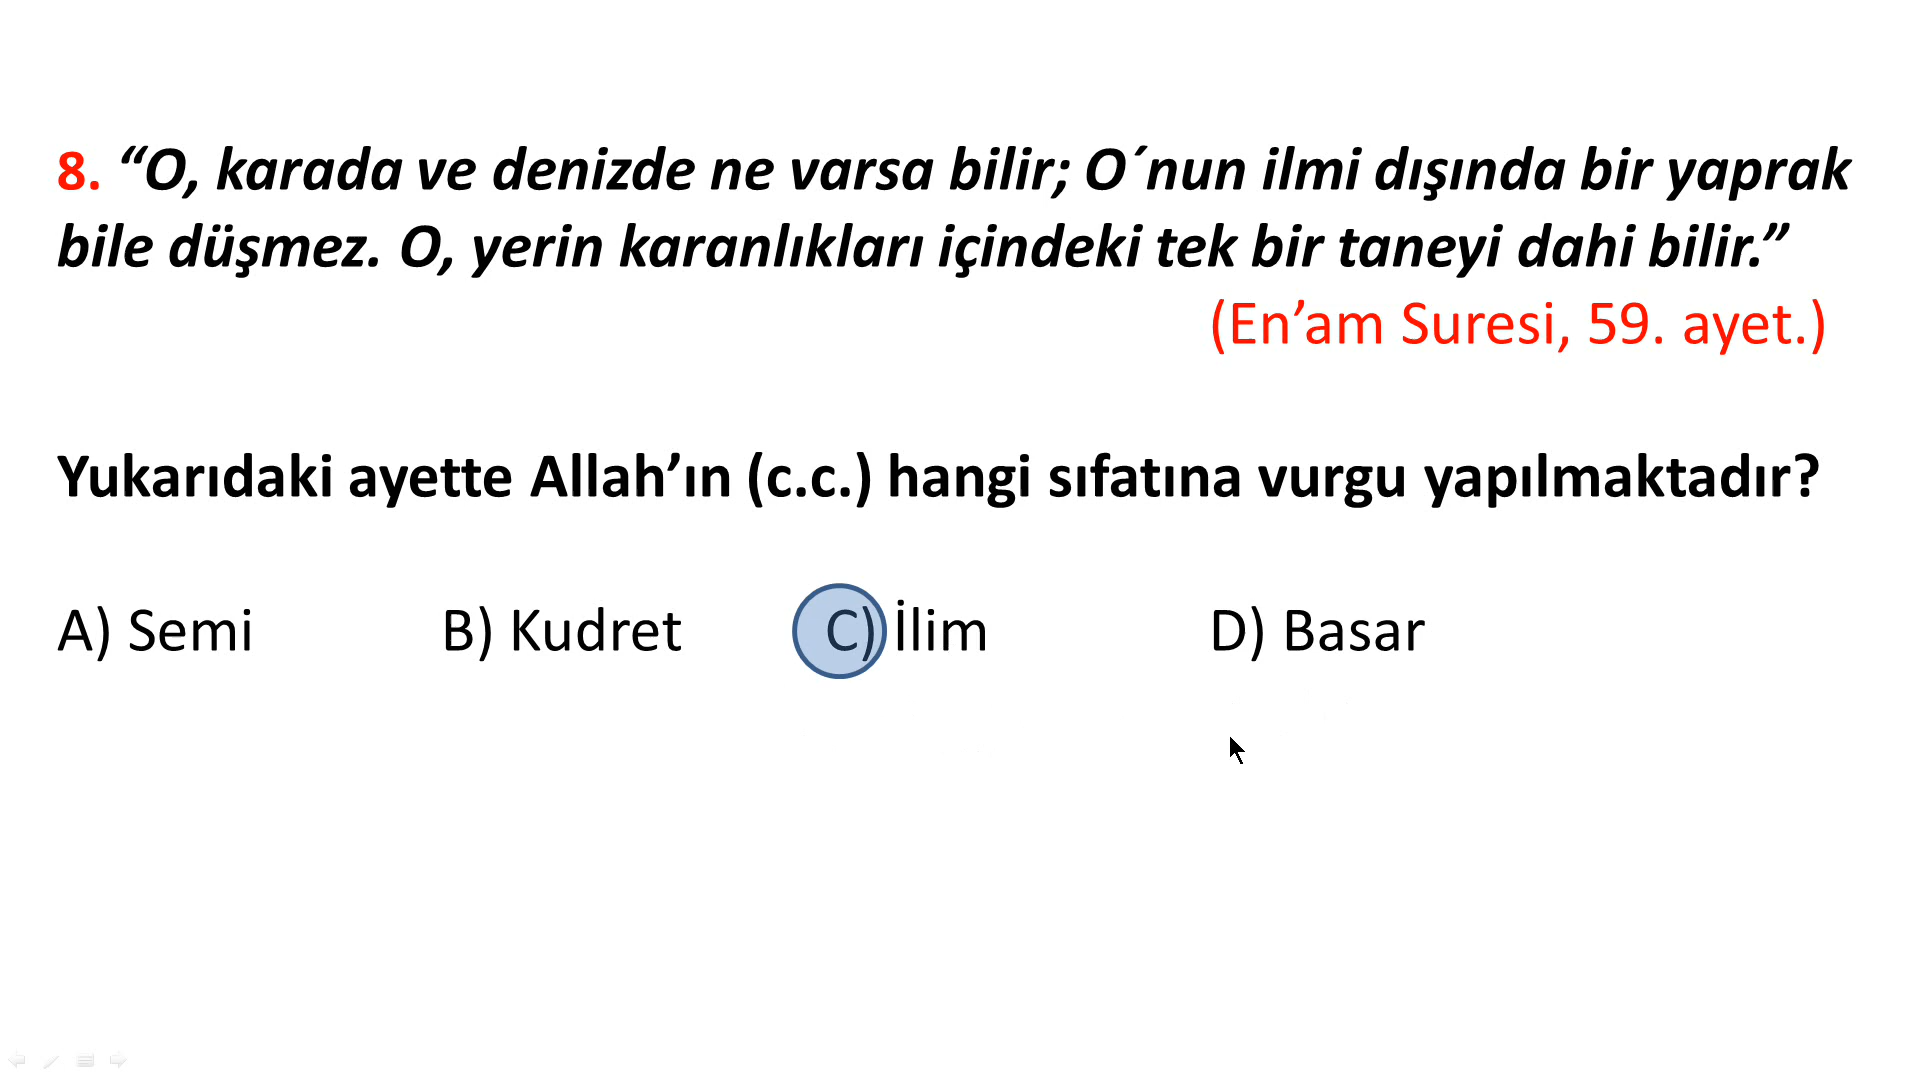 8. “O, karada ve denizde ne varsa bilir; O´nun ilmi dışında bir yaprak
bile düşmez. O, yerin karanlıkları içindeki tek bir taneyi dahi bilir.”
(En’am Suresi, 59. ayet.)
Yukarıdaki ayette Allah’ın (c.c.) hangi sıfatına vurgu yapılmaktadır?
A) Semi B) Kudret C) İlim D) Basar